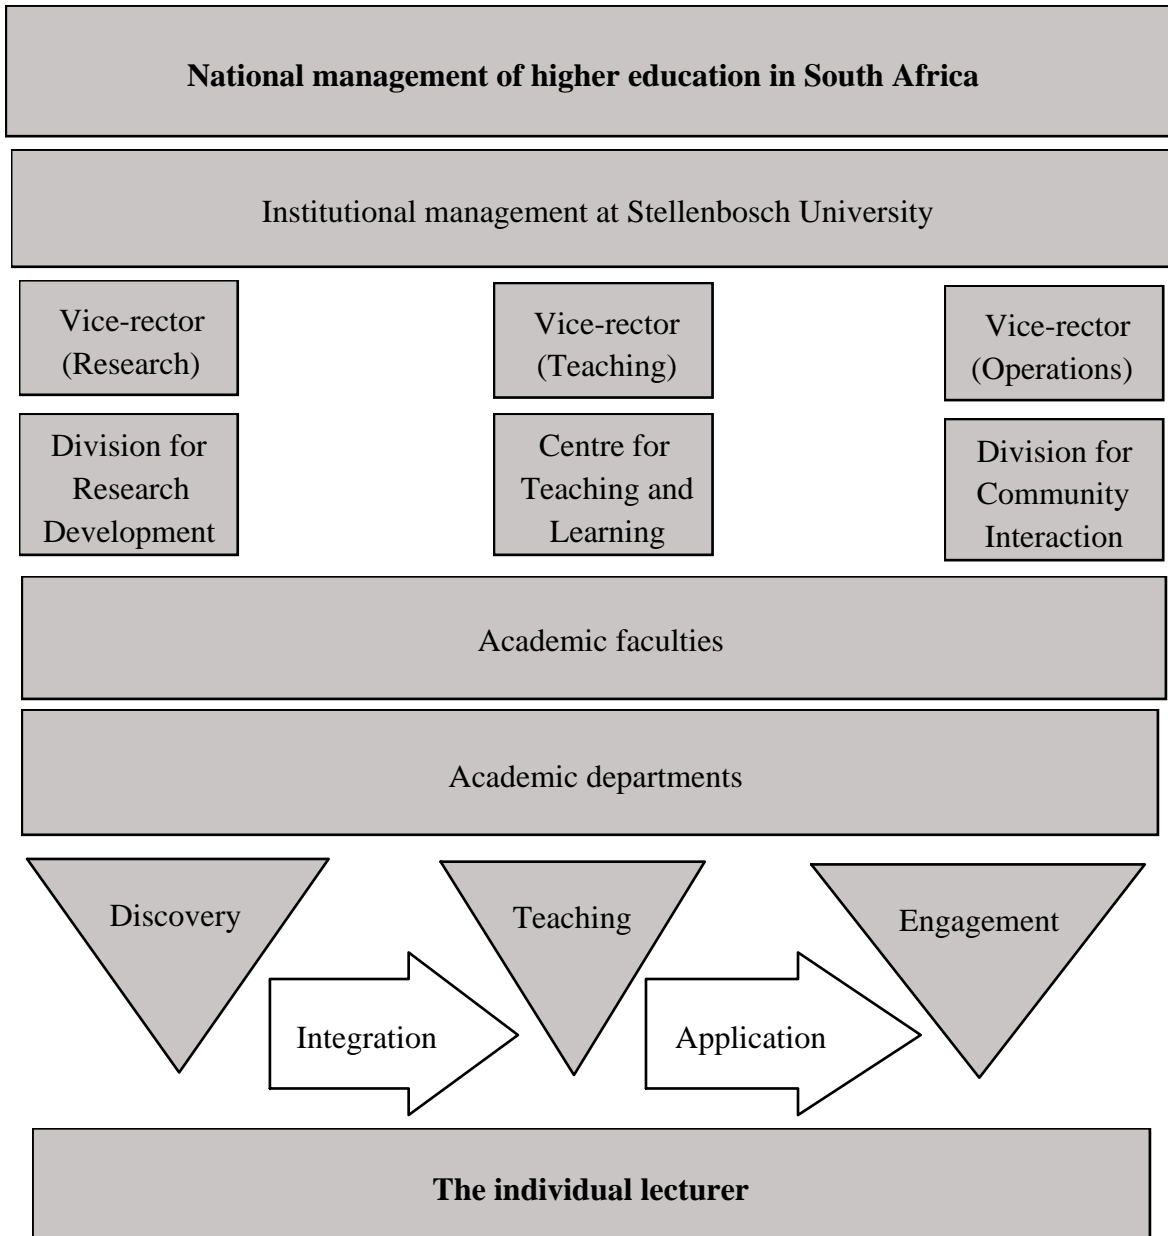 National management of higher education in South Africa
Institutional management at Stellenbosch University
Vice-rector
(Research)
Vice-rector
(Teaching)
Vice-rector
(Operations)
Division for
Research
Development
Centre for
Teaching and
Learning
Division for
Community
Interaction
Academic faculties
Academic departments
Discovery
Teaching
Engagement
Integration
Application
The individual lecturer